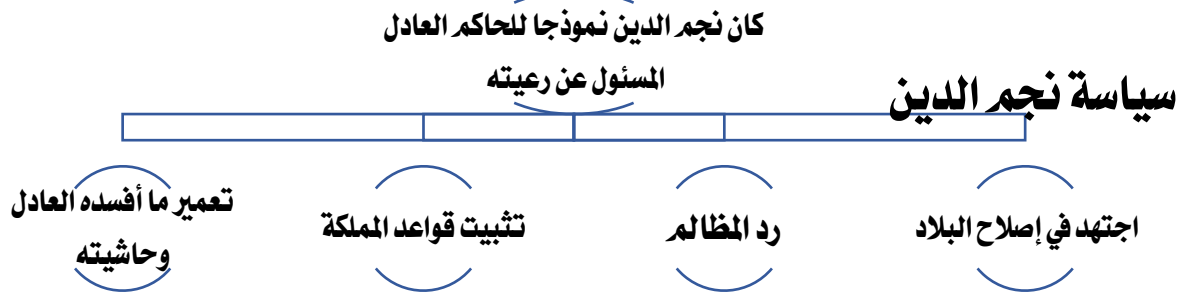 سياسة نجم الدين
كان نجم الدين نموذجا للحاكم العادل
المسئول عن رعيته
اجتهد في إصلاح البلاد
رد المظالم
تثبيت قواعد المملكة
تعمير ما أفسده العادل
وحاشيته